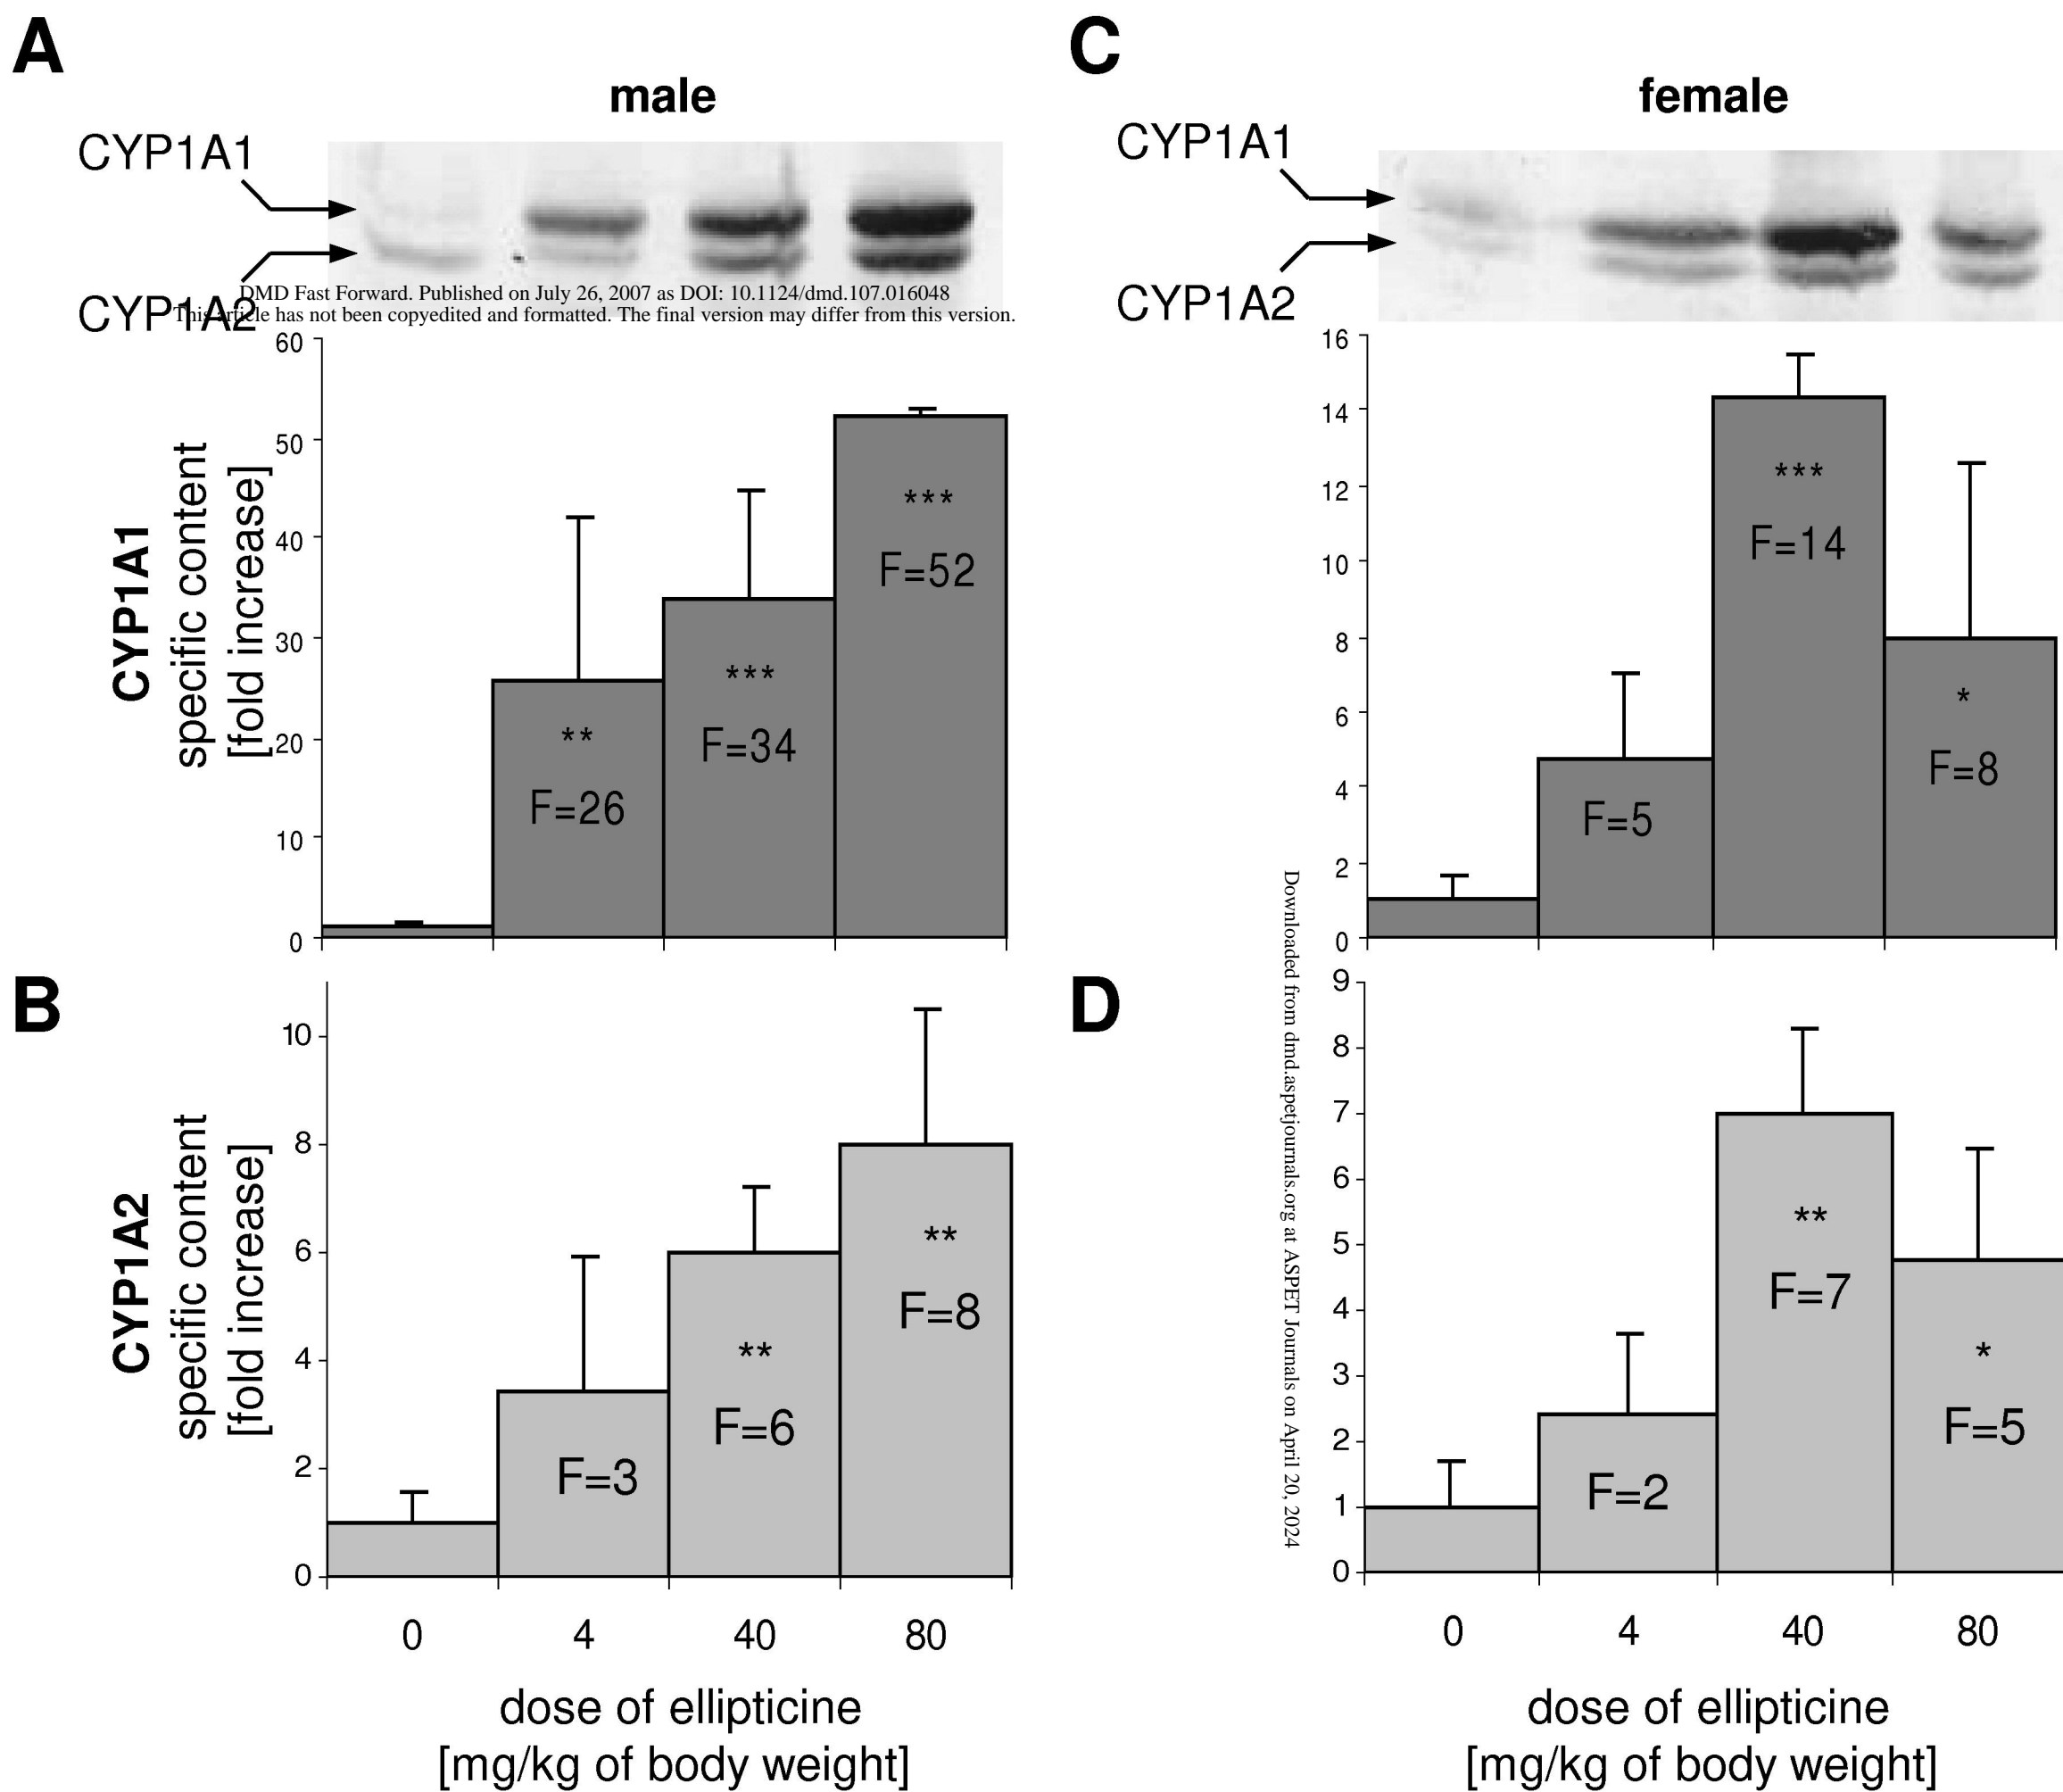 A
male
CYP1A1
CYP1A2
DMD Fast Forward. Published on July 26, 2007 as DOI: 10.1124/dmd.107.016048
This article has not been copyedited and formatted. The final version may differ from this version.
CYP1A1
specific content
[fold increase]
60
50
40
30
20
10
0
**
F=26
***
F=34
***
F=52
B
CYP1A2
specific content
[fold increase]
10
8
6
4
2
0
F=3
**
F=6
**
F=8
0 4 40 80
dose of ellipticine
[mg/kg of body weight]
C
female
CYP1A1
CYP1A2
16
14
12
10
8
6
4
2
0
F=5
***
F=14
*
F=8
Downloaded from dmd.aspetjournals.org at ASPET Journals on April 20, 2024
D
9
8
7
6
5
4
3
2
1
0
F=2
**
F=7
*
F=5
0 4 40 80
dose of ellipticine
[mg/kg of body weight]